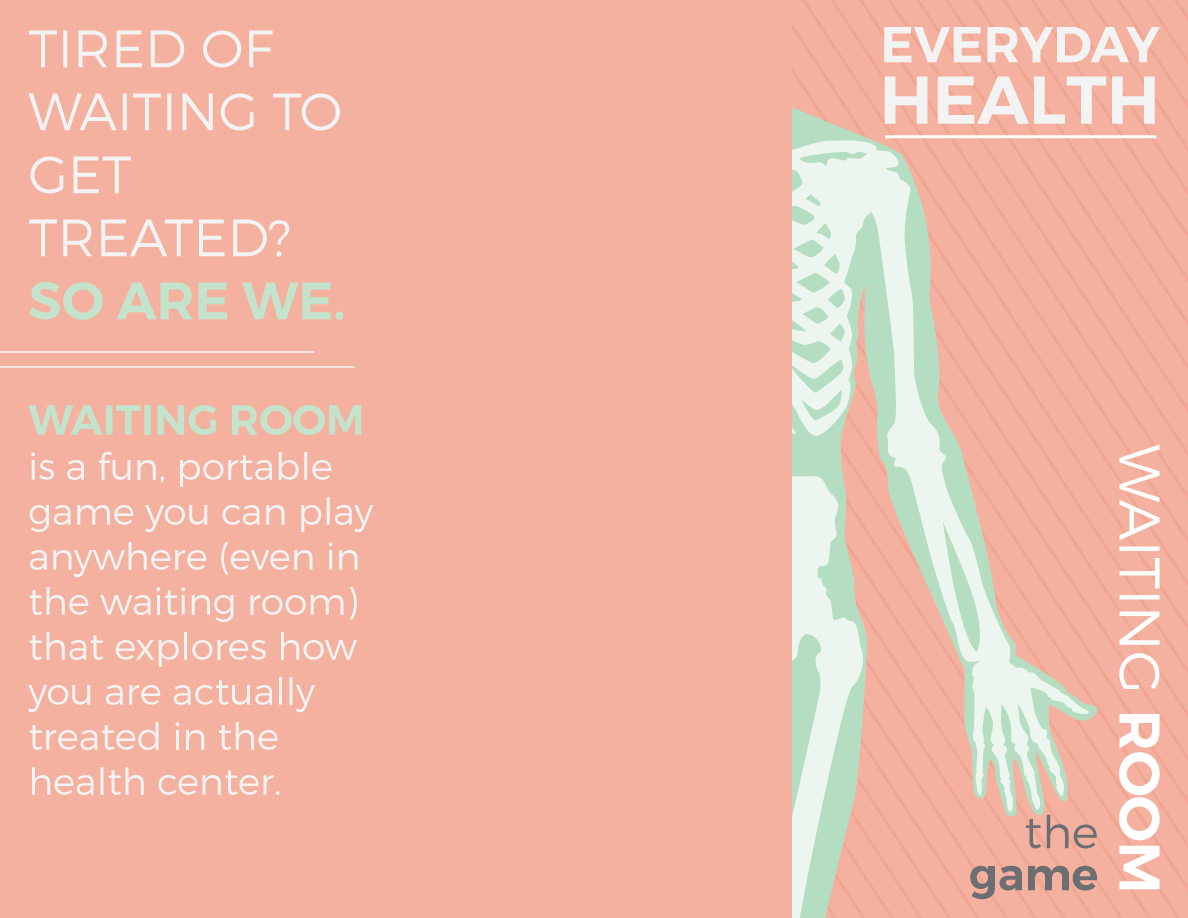 TIRED OF
WAITING TO
GET
TREATED?
SO ARE WE.
WAITING ROOM
is a fun, portable
game you can play
anywhere (even in
the waiting room)
that explores how
you are actually
treated in the
health center.
EVERYDAY
HEALTH
WAITING ROOM
the
game